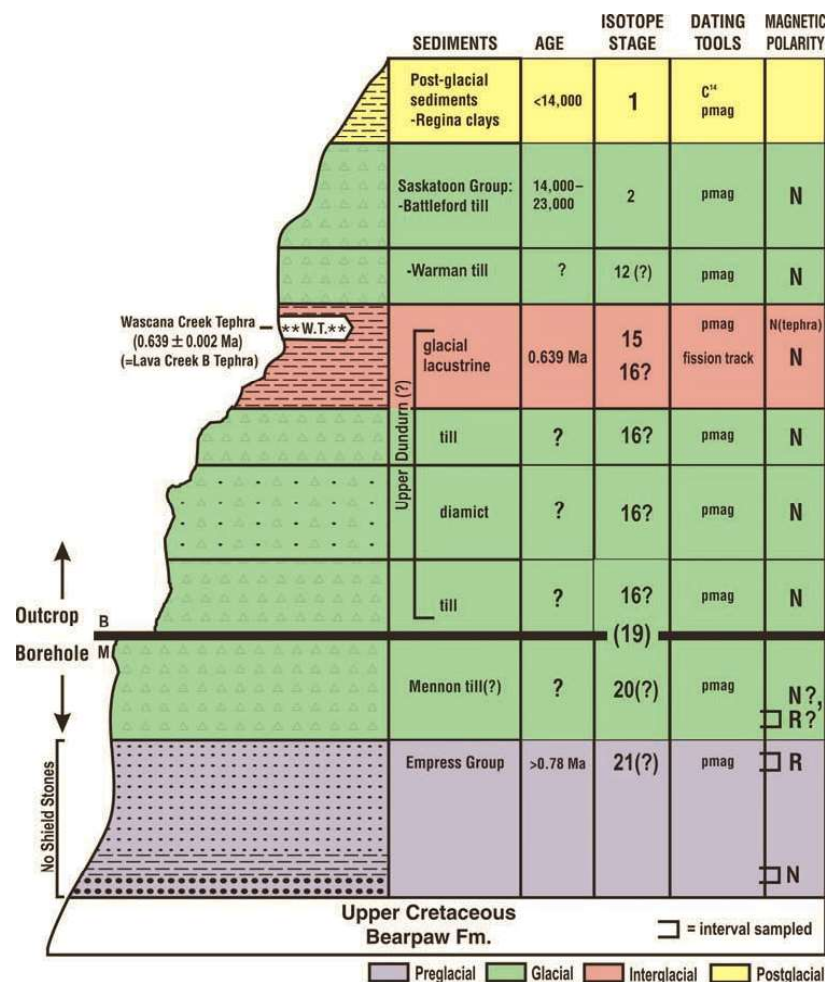 SEDIMENTS AGE ISOTOPE STAGE DATING TOOLS MAGNETIC POLARITY
Post-glacial sediments -Regina clays <14,000 1 C¹⁴ pmag
Saskatoon Group: -Battleford till 14,000– 23,000 2 pmag N
-Warman till ? 12 (?) pmag N
Wascana Creek Tephra
(0.639 ± 0.002 Ma)
(=Lava Creek B Tephra)
**W.T.**
Upper Dundurn (?)
glacial lacustrine 0.639 Ma 15 16? pmag fission track N(tephra) N
till ? 16? pmag N
diamict ? 16? pmag N
till ? 16? pmag N
Outcrop B
(19)
Borehole M
Mennon till(?) ? 20(?) pmag N?, R?
No Shield Stones
Empress Group >0.78 Ma 21(?) pmag R
N
Upper Cretaceous
Bearpaw Fm.
= interval sampled
Preglacial Glacial Interglacial Postglacial